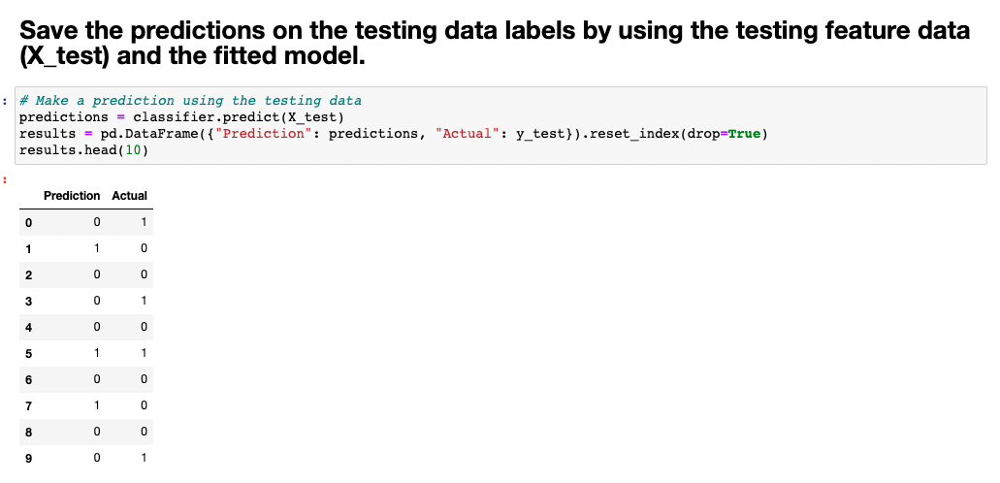 Save the predictions on the testing data labels by using the testing feature data
(X_test) and the fitted model.
:
# Make a prediction using the testing data
predictions = classifier.predict(X_test)
results = pd.DataFrame({"Prediction": predictions, "Actual": y_test}).reset_index(drop=True)
results.head(10)
:
Prediction Actual
0 0 1
1 1 0
2 0 0
3 0 1
4 0 0
5 1 1
6 0 0
7 1 0
8 0 0
9 0 1